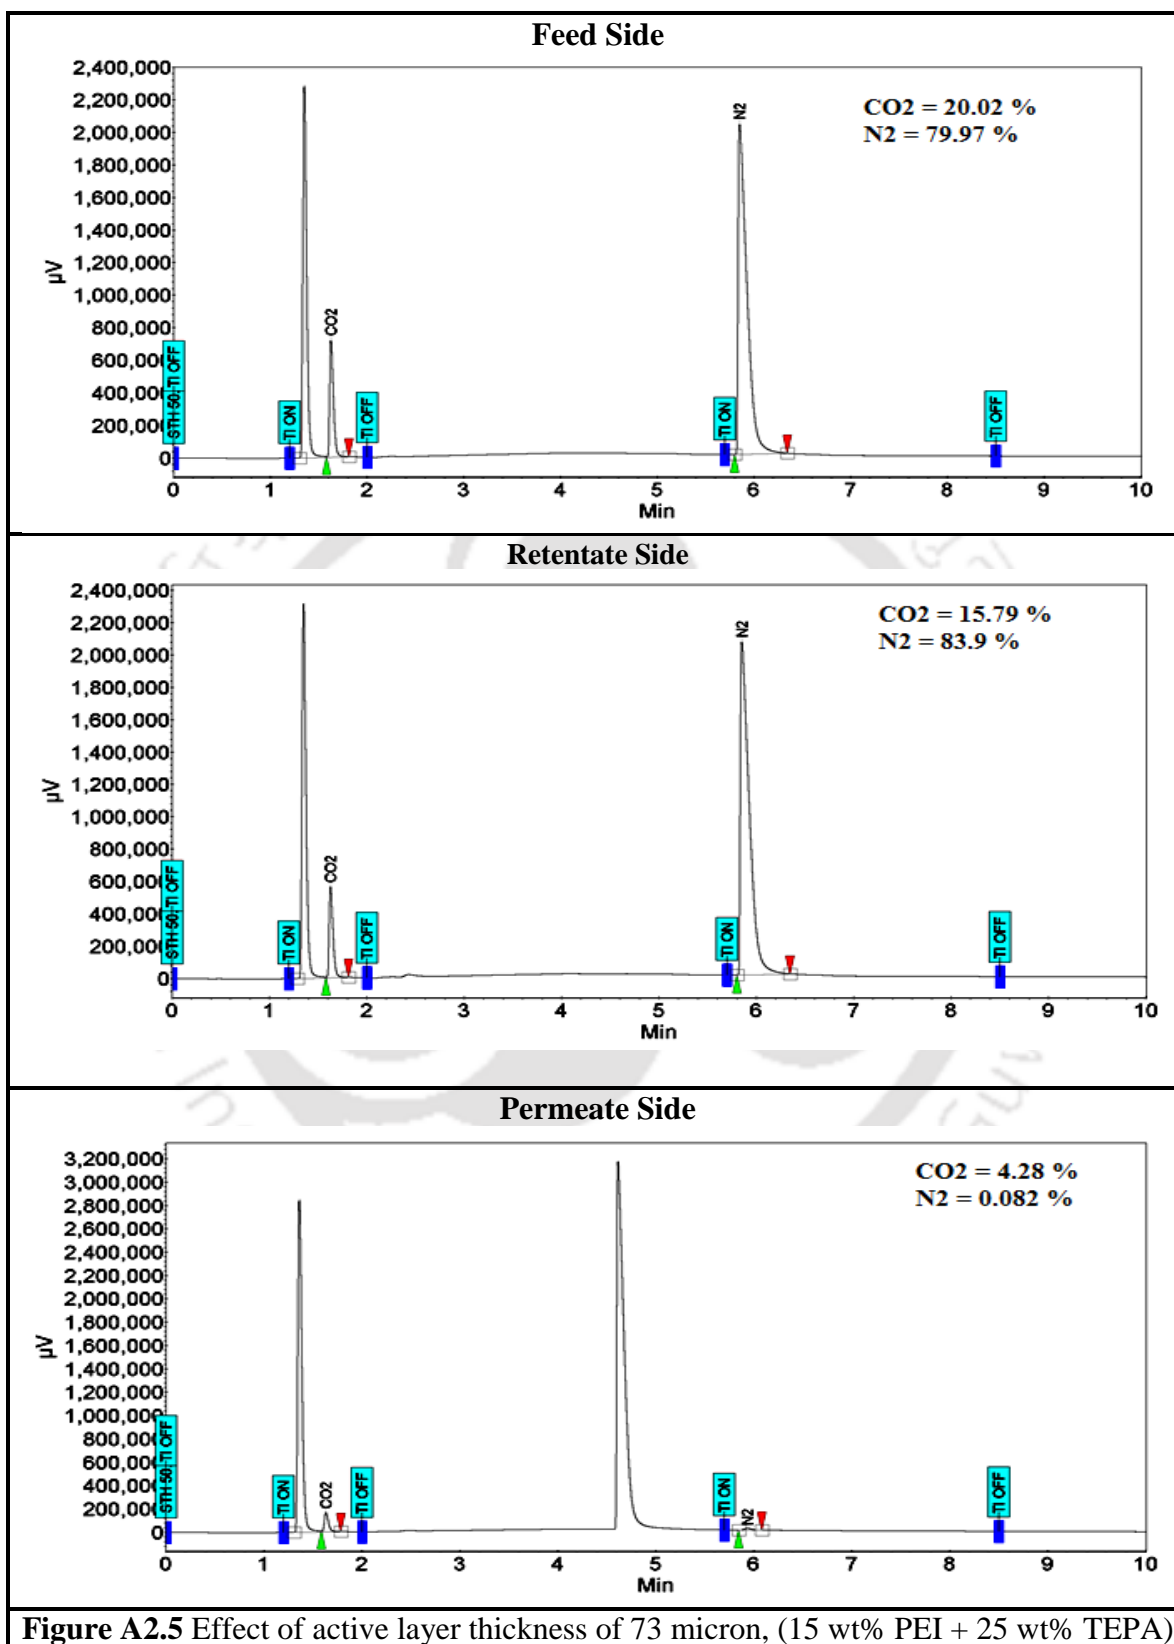 Feed Side
2,400,000
2,200,000
2,000,000
1,800,000
1,600,000
1,400,000
1,200,000
1,000,000
800,000
600,000
400,000
200,000
0
µV
CO2 = 20.02 %
N2 = 79.97 %
CO2
N2
STH 50,-TI OFF
-TI ON
-TI OFF
-TI ON
-TI OFF
0 1 2 3 4 5 6 7 8 9 10
Min
Retentate Side
2,400,000
2,200,000
2,000,000
1,800,000
1,600,000
1,400,000
1,200,000
1,000,000
800,000
600,000
400,000
200,000
0
µV
CO2 = 15.79 %
N2 = 83.9 %
CO2
N2
STH 50,-TI OFF
-TI ON
-TI OFF
-TI ON
-TI OFF
0 1 2 3 4 5 6 7 8 9 10
Min
Permeate Side
3,200,000
3,000,000
2,800,000
2,600,000
2,400,000
2,200,000
2,000,000
1,800,000
1,600,000
1,400,000
1,200,000
1,000,000
800,000
600,000
400,000
200,000
0
µV
CO2 = 4.28 %
N2 = 0.082 %
CO2
N2
STH 50,-TI OFF
-TI ON
-TI OFF
-TI ON
-TI OFF
0 1 2 3 4 5 6 7 8 9 10
Min
Figure A2.5 Effect of active layer thickness of 73 micron, (15 wt% PEI + 25 wt% TEPA)